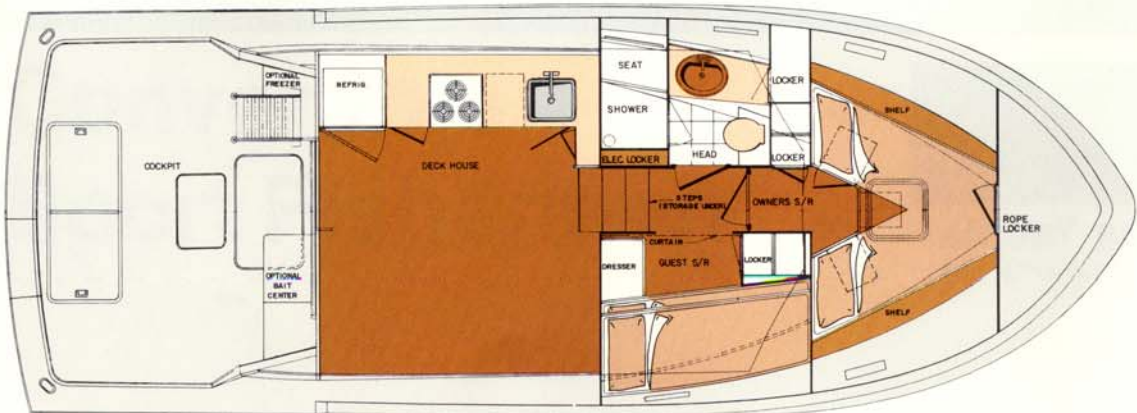 OPTIONAL
FREEZER
REFRIG
COCKPIT
OPTIONAL
BAIT
CENTER
DECK HOUSE
SEAT
SHOWER
ELEC LOCKER
HEAD
LOCKER
LOCKER
SHELF
STEPS
(STORAGE UNDER)
OWNERS S/R
CURTAIN
GUEST S/R
DRESSER
LOCKER
SHELF
ROPE
LOCKER